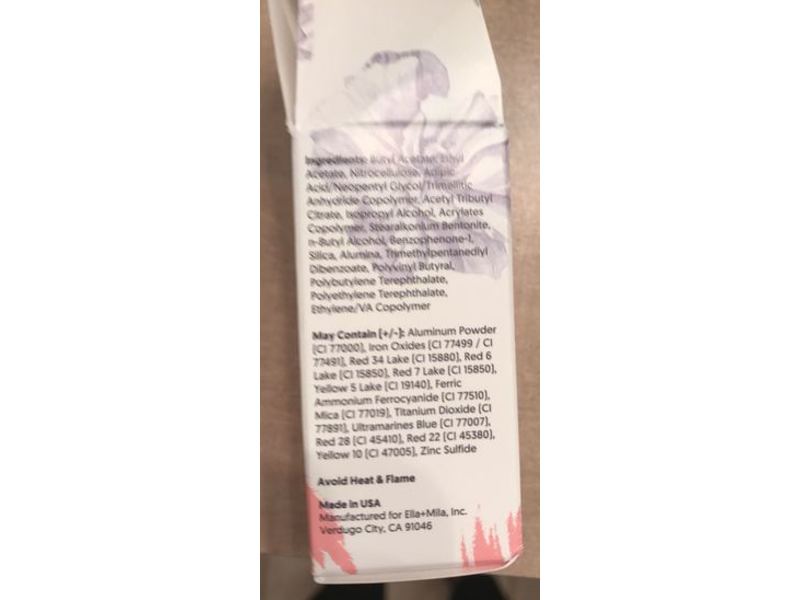 Ingredients: Butyl Acetate, Ethyl
Acetate, Nitrocellulose, Adipic
Acid/Neopentyl Glycol/Trimellitic
Anhydride Copolymer, Acetyl Tributyl
Citrate, Isopropyl Alcohol, Acrylates
Copolymer, Stearalkonium Bentonite,
n-Butyl Alcohol, Benzophenone-1,
Silica, Alumina, Trimethylpentanediyl
Dibenzoate, Polyvinyl Butyral,
Polybutylene Terephthalate,
Polyethylene Terephthalate,
Ethylene/VA Copolymer
May Contain [+/-]: Aluminum Powder
[CI 77000], Iron Oxides [CI 77499 / CI
77491], Red 34 Lake [CI 15880], Red 6
Lake [CI 15850], Red 7 Lake [CI 15850],
Yellow 5 Lake [CI 19140], Ferric
Ammonium Ferrocyanide [CI 77510],
Mica [CI 77019], Titanium Dioxide [CI
77891], Ultramarines Blue [CI 77007],
Red 28 [CI 45410], Red 22 [CI 45380],
Yellow 10 [CI 47005], Zinc Sulfide
Avoid Heat & Flame
Made in USA
Manufactured for Ella+Mila, Inc.
Verdugo City, CA 91046